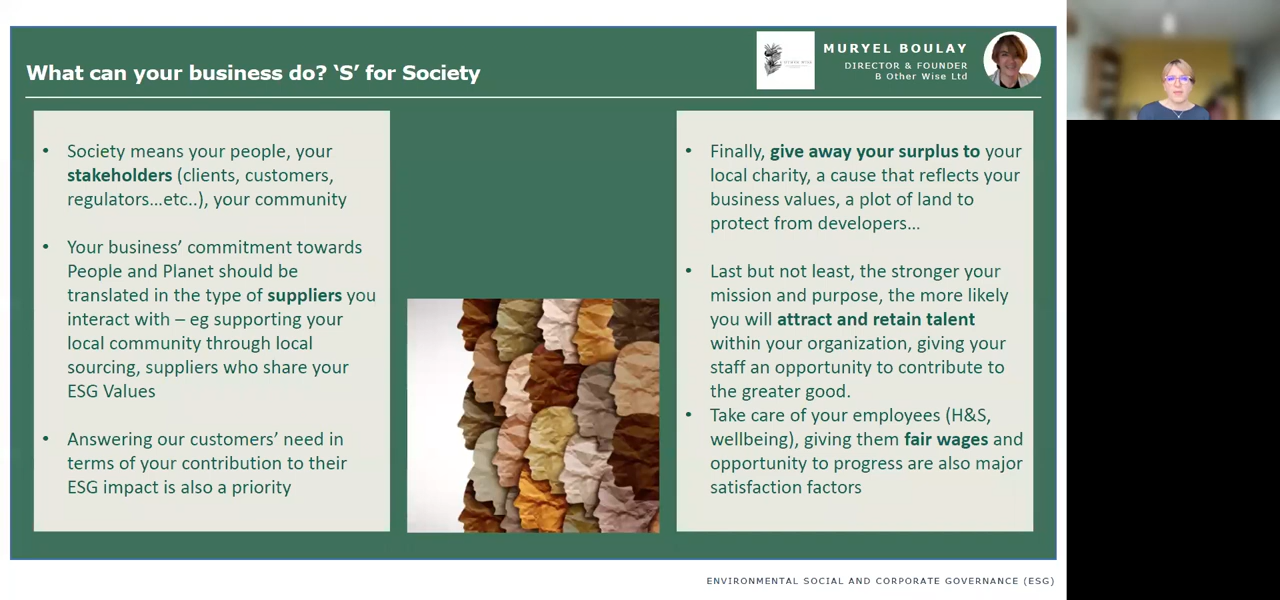 What can your business do? ‘S’ for Society
MURYEL BOULAY
DIRECTOR & FOUNDER
B Other Wise Ltd
• Society means your people, your
stakeholders (clients, customers,
regulators...etc..), your community
• Your business’ commitment towards
People and Planet should be
translated in the type of suppliers you
interact with – eg supporting your
local community through local
sourcing, suppliers who share your
ESG Values
• Answering our customers’ need in
terms of your contribution to their
ESG impact is also a priority
• Finally, give away your surplus to your
local charity, a cause that reflects your
business values, a plot of land to
protect from developers...
• Last but not least, the stronger your
mission and purpose, the more likely
you will attract and retain talent
within your organization, giving your
staff an opportunity to contribute to
the greater good.
• Take care of your employees (H&S,
wellbeing), giving them fair wages and
opportunity to progress are also major
satisfaction factors
ENVIRONMENTAL SOCIAL AND CORPORATE GOVERNANCE (ESG)